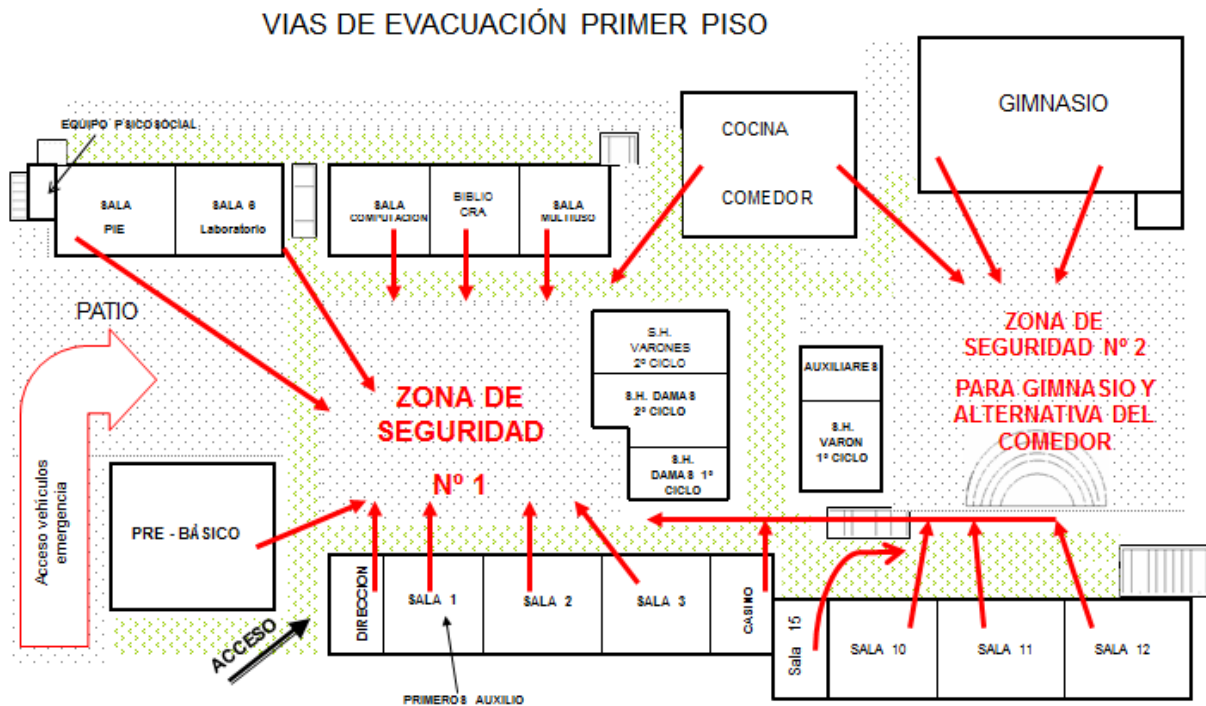 VIAS DE EVACUACIÓN PRIMER PISO
EQUIPO PSICOSOCIAL
SALA
PIE
SALA 6
Laboratorio
SALA
COMPUTACION
BIBLIO
CRA
SALA
MULTIUSO
COCINA
COMEDOR
GIMNASIO
PATIO
Acceso vehículos
emergencia
ZONA DE
SEGURIDAD
Nº 1
S.H.
VARONES
2º CICLO
S.H. DAMAS
2º CICLO
S.H.
DAMAS 1º
CICLO
AUXILIARES
S.H.
VARON
1º CICLO
ZONA DE
SEGURIDAD Nº 2
PARA GIMNASIO Y
ALTERNATIVA DEL
COMEDOR
PRE - BÁSICO
ACCESO
DIRECCION
SALA 1
SALA 2
SALA 3
CASINO
Sala 15
SALA 10
SALA 11
SALA 12
PRIMEROS AUXILIO